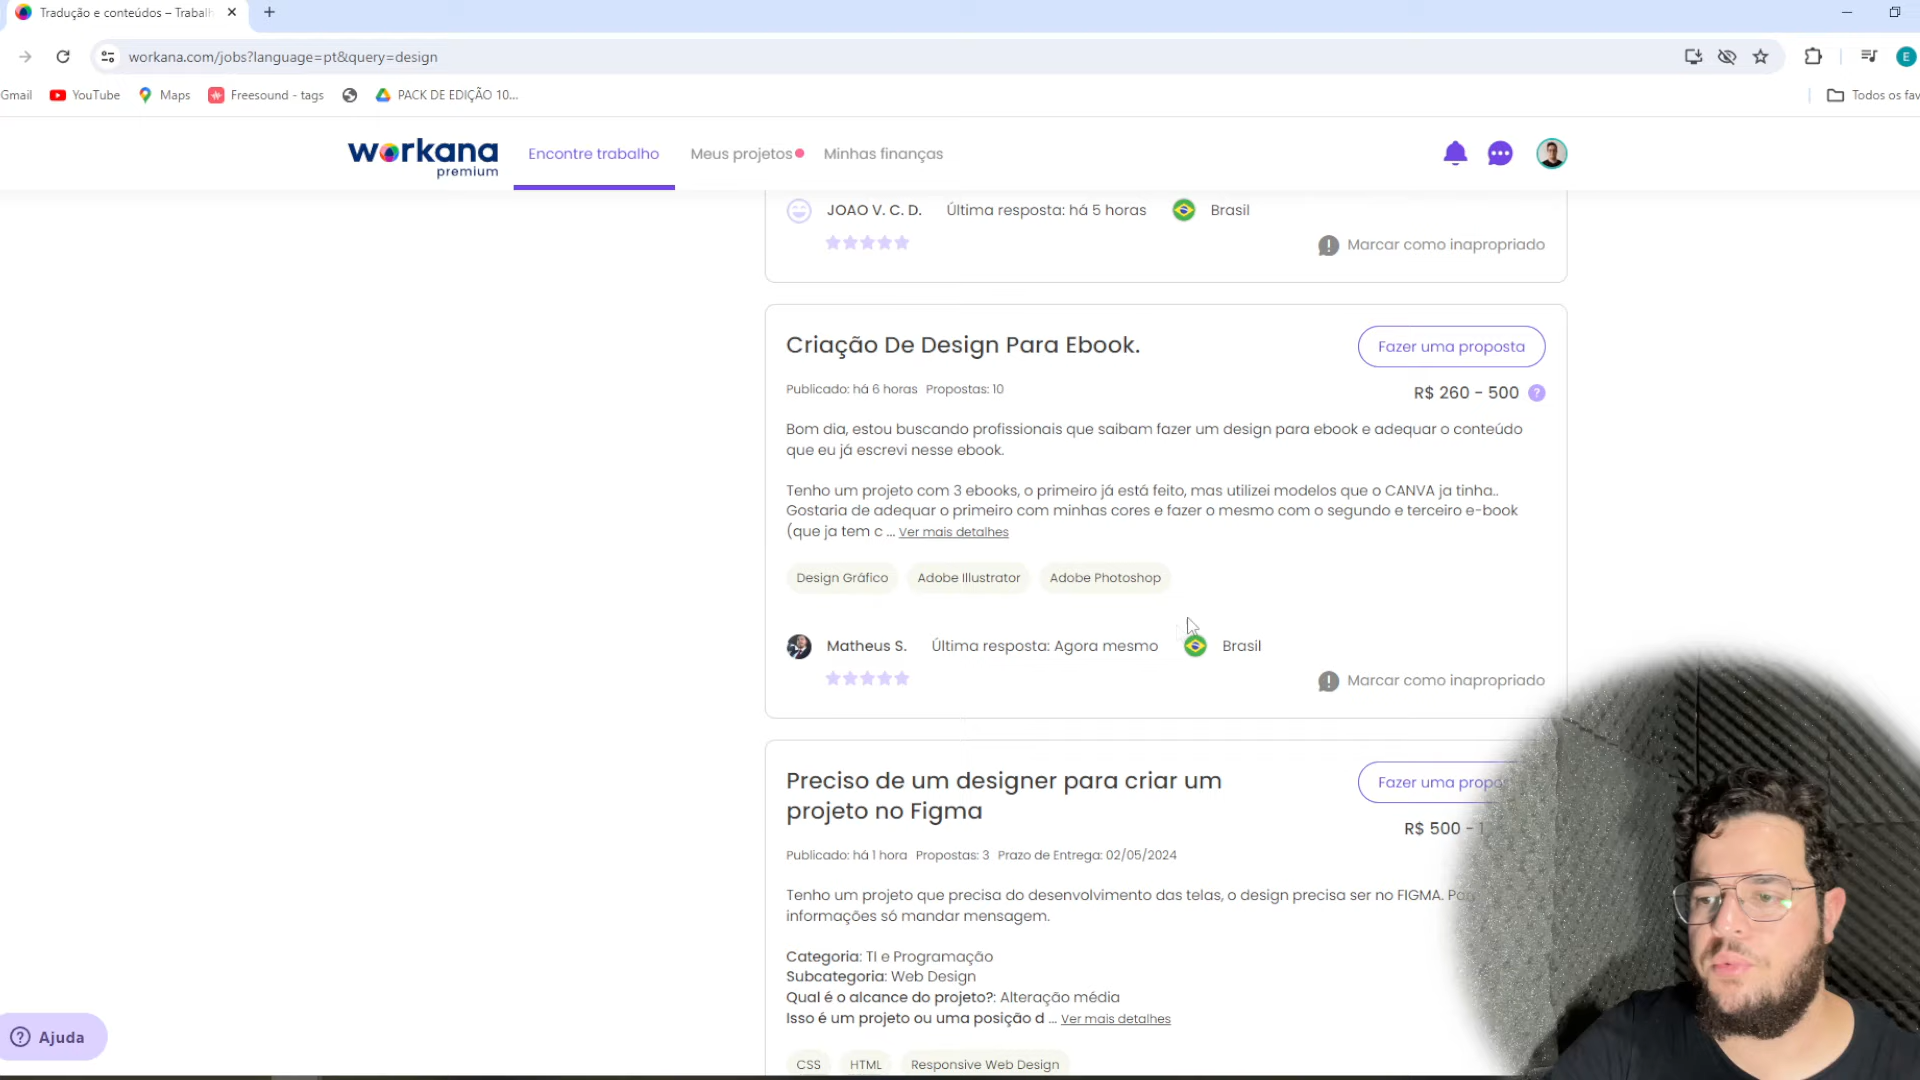 Tradução e conteúdos – Trabalh
workana.com/jobs?language=pt&query=design
Gmail
YouTube
Maps
Freesound - tags
PACK DE EDIÇÃO 10...
Todos os fav
E
workana
premium
Encontre trabalho
Meus projetos
Minhas finanças
JOAO V. C. D.
Última resposta: há 5 horas
Brasil
Marcar como inapropriado
Criação De Design Para Ebook.
Fazer uma proposta
Publicado: há 6 horas Propostas: 10
R$ 260 - 500
?
Bom dia, estou buscando profissionais que saibam fazer um design para ebook e adequar o conteúdo
que eu já escrevi nesse ebook.
Tenho um projeto com 3 ebooks, o primeiro já está feito, mas utilizei modelos que o CANVA ja tinha..
Gostaria de adequar o primeiro com minhas cores e fazer o mesmo com o segundo e terceiro e-book
(que ja tem c ... Ver mais detalhes
Design Gráfico
Adobe Illustrator
Adobe Photoshop
Matheus S.
Última resposta: Agora mesmo
Brasil
Marcar como inapropriado
Preciso de um designer para criar um
projeto no Figma
Fazer uma propo
R$ 500 - 1
Publicado: há 1 hora Propostas: 3 Prazo de Entrega: 02/05/2024
Tenho um projeto que precisa do desenvolvimento das telas, o design precisa ser no FIGMA.
informações só mandar mensagem.
Categoria: TI e Programação
Subcategoria: Web Design
Qual é o alcance do projeto?: Alteração média
Isso é um projeto ou uma posição d ... Ver mais detalhes
CSS
HTML
Responsive Web Design
? Ajuda